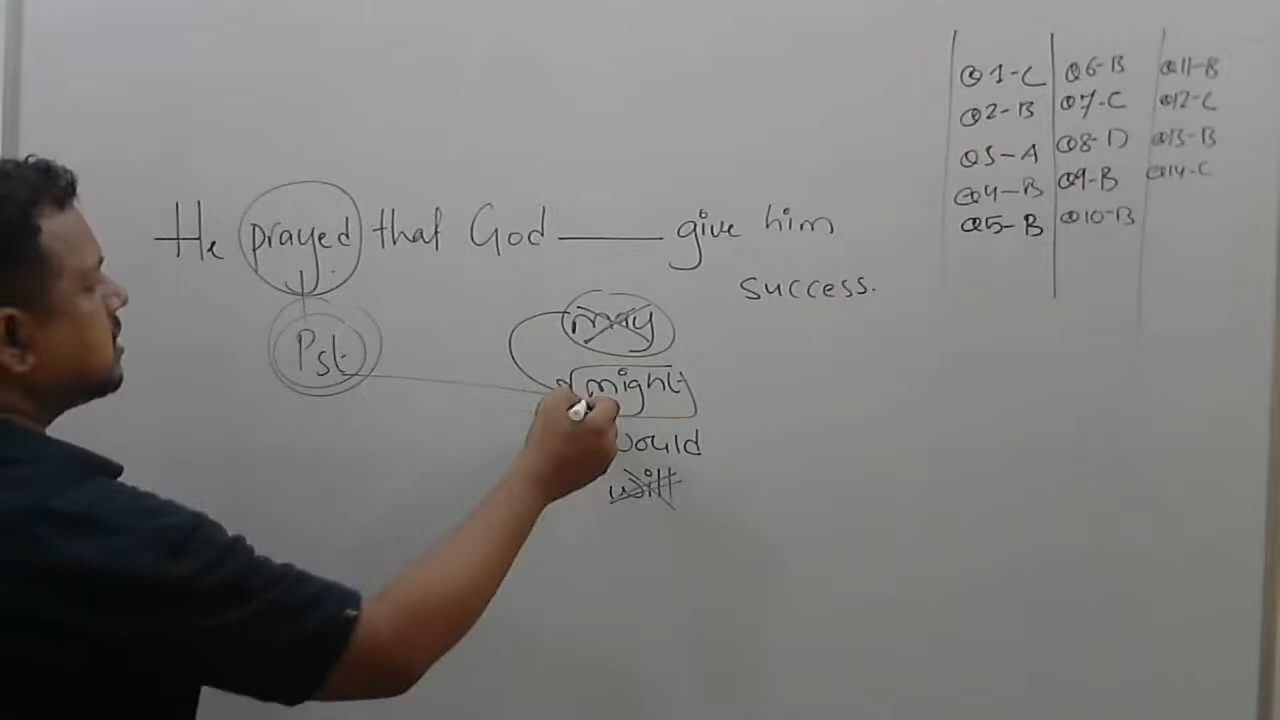 He prayed that God ____ give him
success.
Pst
may
might
would
will
Q1-C
Q2-B
Q3-A
Q4-B
Q5-B
Q6-B
Q7-C
Q8-D
Q9-B
Q10-B
Q11-B
Q12-C
Q13-B
Q14-C